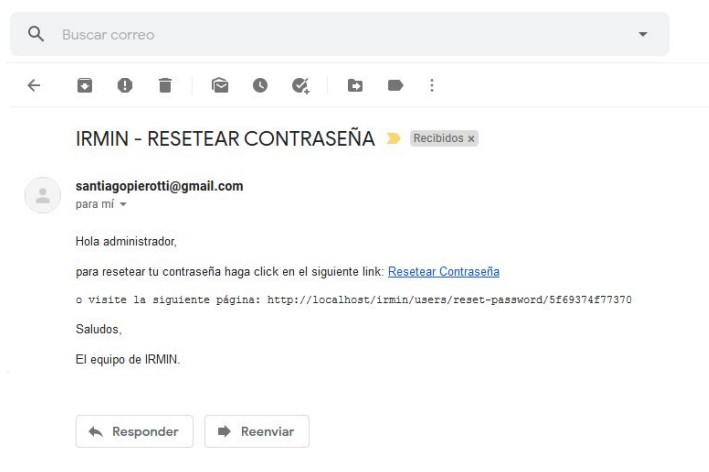 Buscar correo
IRMIN - RESETEAR CONTRASEÑA Recibidos x
santiagopierotti@gmail.com
para mí
Hola administrador,
para resetear tu contraseña haga click en el siguiente link: Resetear Contraseña
o visite la siguiente página: http://localhost/irmin/users/reset-password/5f69374f77370
Saludos,
El equipo de IRMIN.
Responder Reenviar